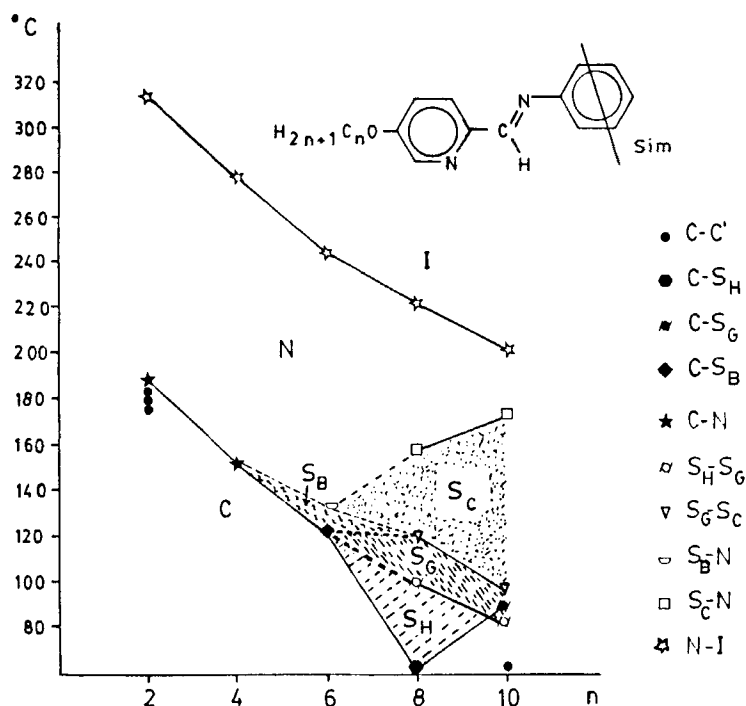 °C
320
300
280
260
240
220
200
180
160
140
120
100
80
2
4
6
8
10
n
H2n+1CnO
N
C
H
N
Sim
I
N
C
SB
SC
SG
SH
C-C'
C-SH
C-SG
C-SB
C-N
SH-SG
SG-SC
SB-N
SC-N
N-I